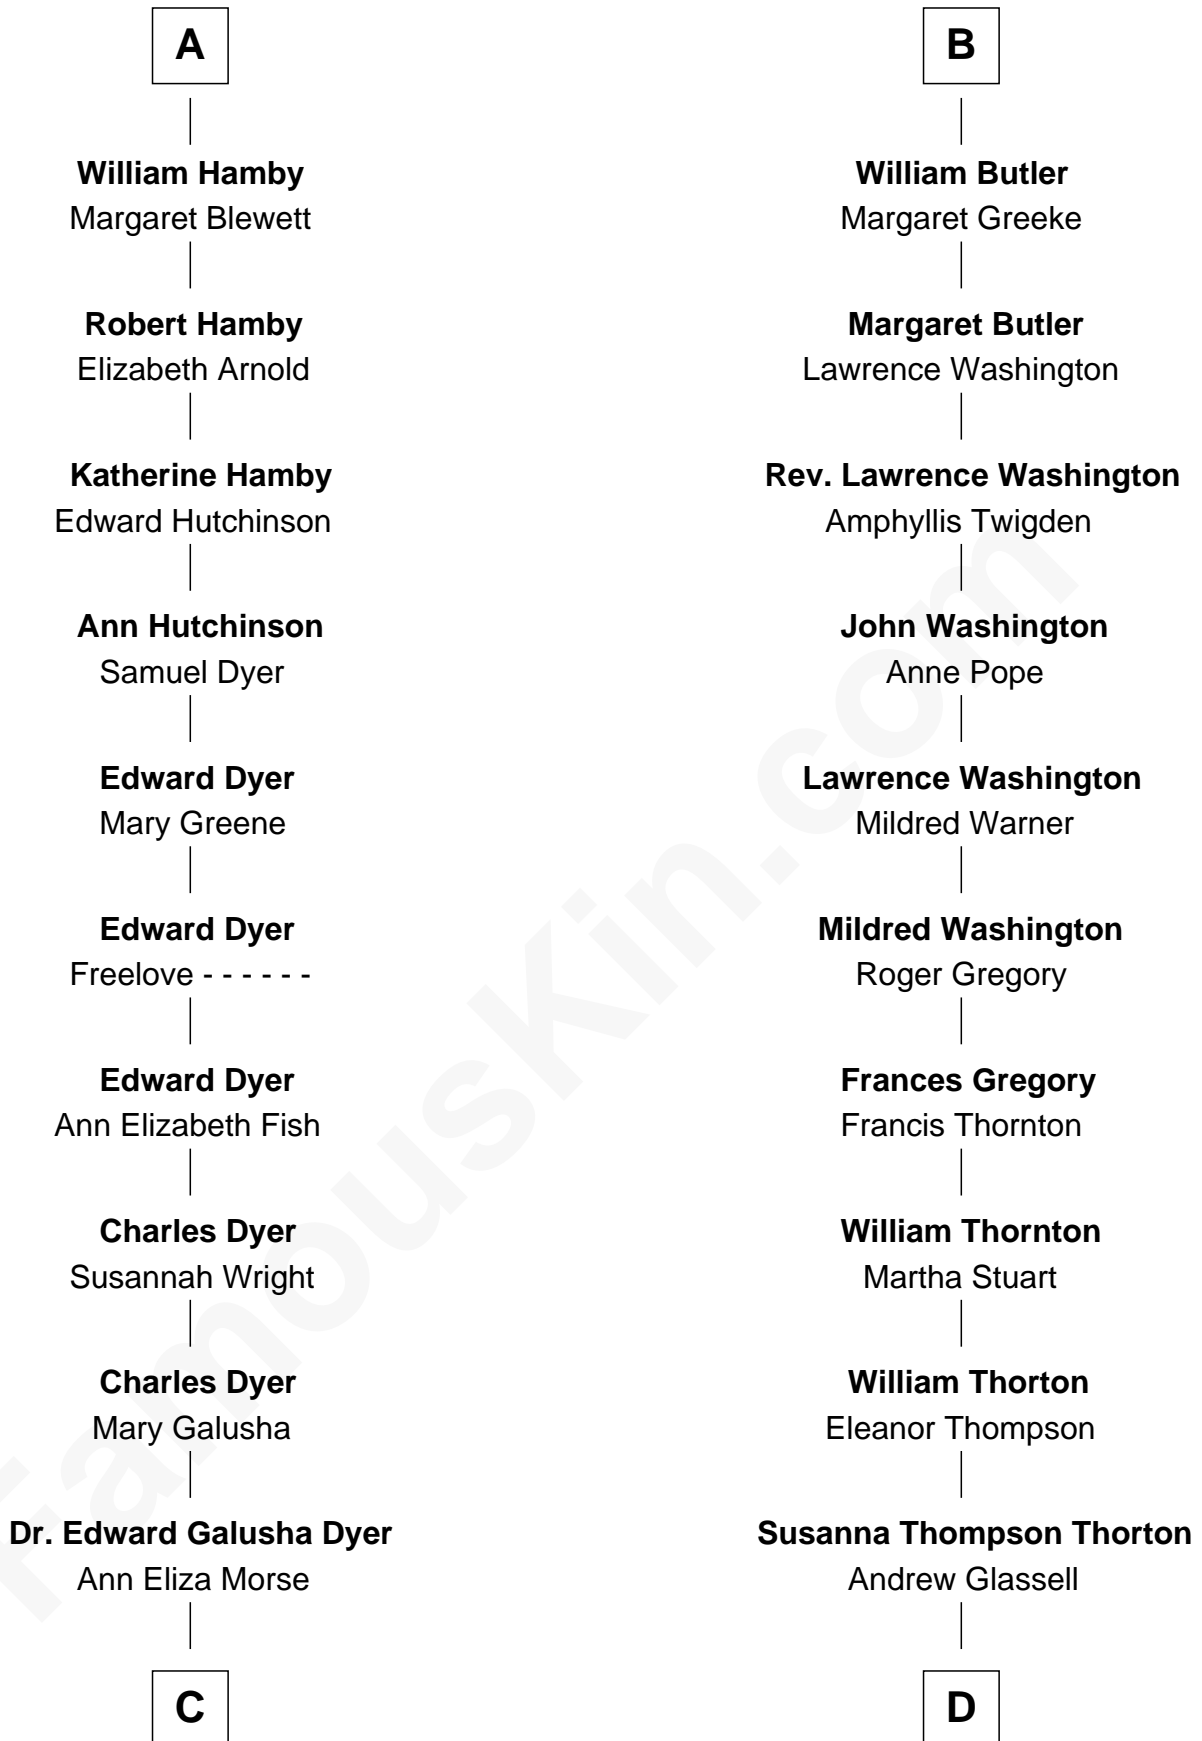 A
William Hamby
Margaret Blewett
Robert Hamby
Elizabeth Arnold
Katherine Hamby
Edward Hutchinson
Ann Hutchinson
Samuel Dyer
Edward Dyer
Mary Greene
Edward Dyer
Freelove - - - - - -
Edward Dyer
Ann Elizabeth Fish
Charles Dyer
Susannah Wright
Charles Dyer
Mary Galusha
Dr. Edward Galusha Dyer
Ann Eliza Morse
C
B
William Butler
Margaret Greeke
Margaret Butler
Lawrence Washington
Rev. Lawrence Washington
Amphyllis Twigden
John Washington
Anne Pope
Lawrence Washington
Mildred Warner
Mildred Washington
Roger Gregory
Frances Gregory
Francis Thornton
William Thornton
Martha Stuart
William Thorton
Eleanor Thompson
Susanna Thompson Thorton
Andrew Glassell
D
FamousKin.com